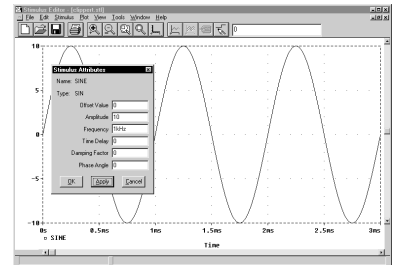 Stimulus Editor - [clippert.stl]
File Edit Stimulus Plot View Tools Window Help
0
10
Stimulus Attributes
Name: SINE
Type: SIN
Offset Value 0
Amplitude 10
Frequency 1kHz
Time Delay 0
Damping Factor 0
Phase Angle 0
OK Apply Cancel
5
0
-5
-10
0s 0.5ms 1ms 1.5ms 2ms 2.5ms 3ms
SINE
Time